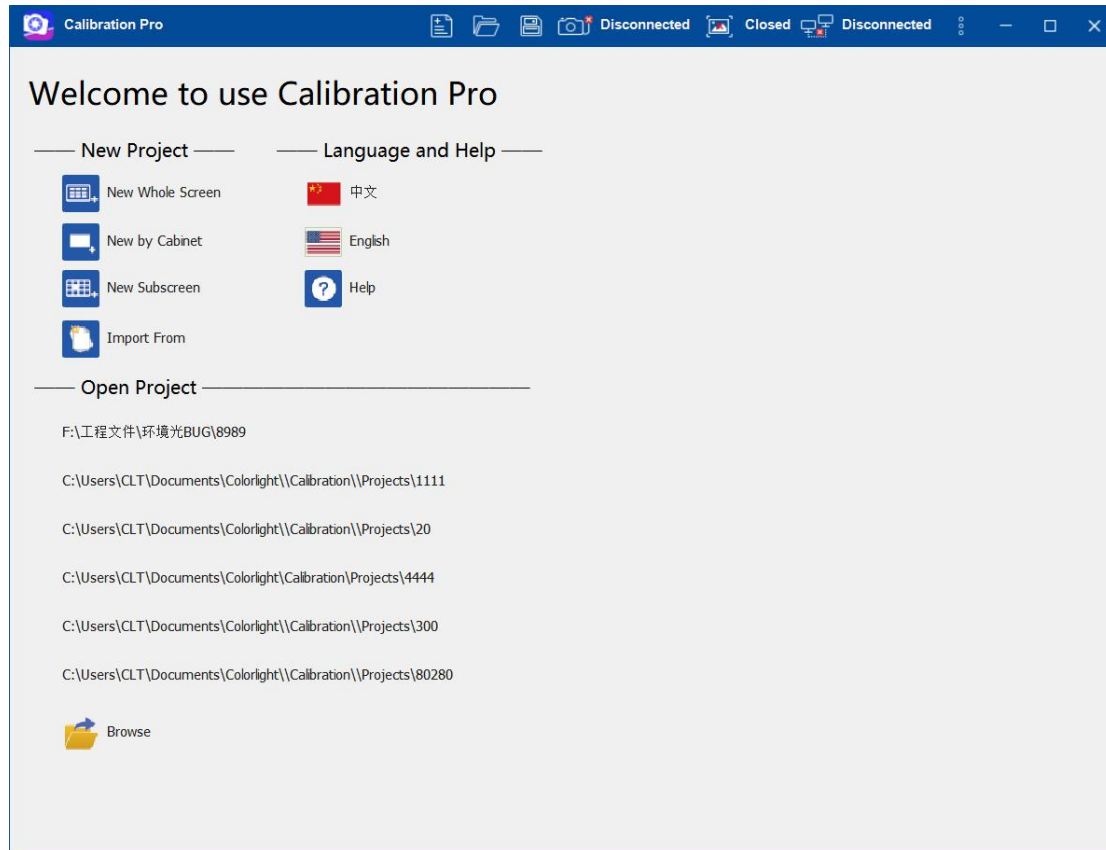 Calibration Pro Disconnected Closed Disconnected
Welcome to use Calibration Pro
New Project Language and Help
New Whole Screen 中文
New by Cabinet English
New Subscreen ? Help
Import From
Open Project
F:\工程文件\环境光BUG\8989
C:\Users\CLT\Documents\Colorlight\\Calibration\\Projects\1111
C:\Users\CLT\Documents\Colorlight\\Calibration\\Projects\20
C:\Users\CLT\Documents\Colorlight\Calibration\Projects\4444
C:\Users\CLT\Documents\Colorlight\\Calibration\\Projects\300
C:\Users\CLT\Documents\Colorlight\\Calibration\\Projects\80280
Browse